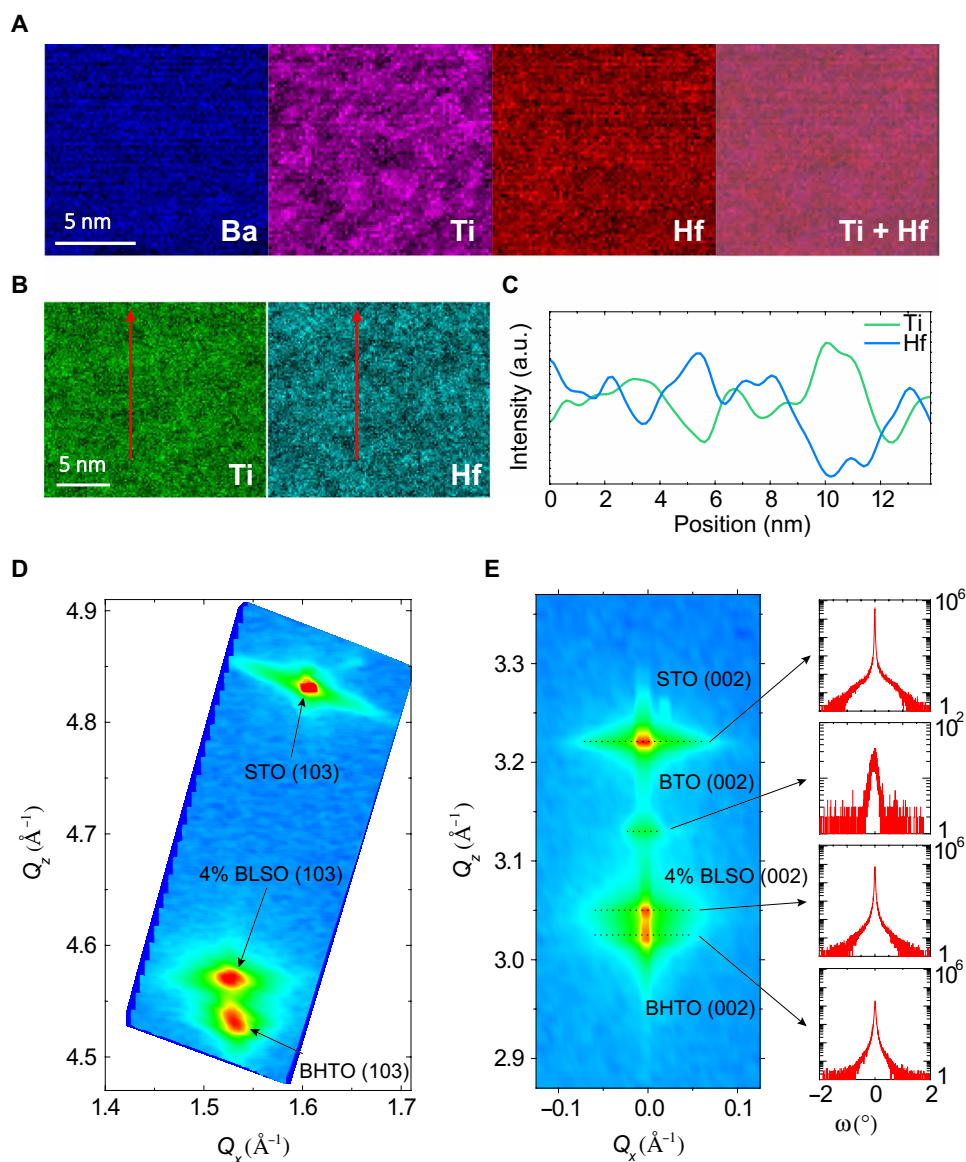 A
5 nm
Ba
Ti
Hf
Ti + Hf
B
5 nm
Ti
Hf
C
Intensity (a.u.)
Ti
Hf
0 2 4 6 8 10 12
Position (nm)
D
4.9
4.8
4.7
4.6
4.5
Qz (Å⁻¹)
STO (103)
4% BLSO (103)
BHTO (103)
1.4 1.5 1.6 1.7
Qx (Å⁻¹)
E
3.3
3.2
3.1
3.0
2.9
Qz (Å⁻¹)
STO (002)
BTO (002)
4% BLSO (002)
BHTO (002)
−0.1 0.0 0.1
Qx (Å⁻¹)
10⁶
1
10²
1
10⁶
1
10⁶
1
−2 0 2
ω(°)